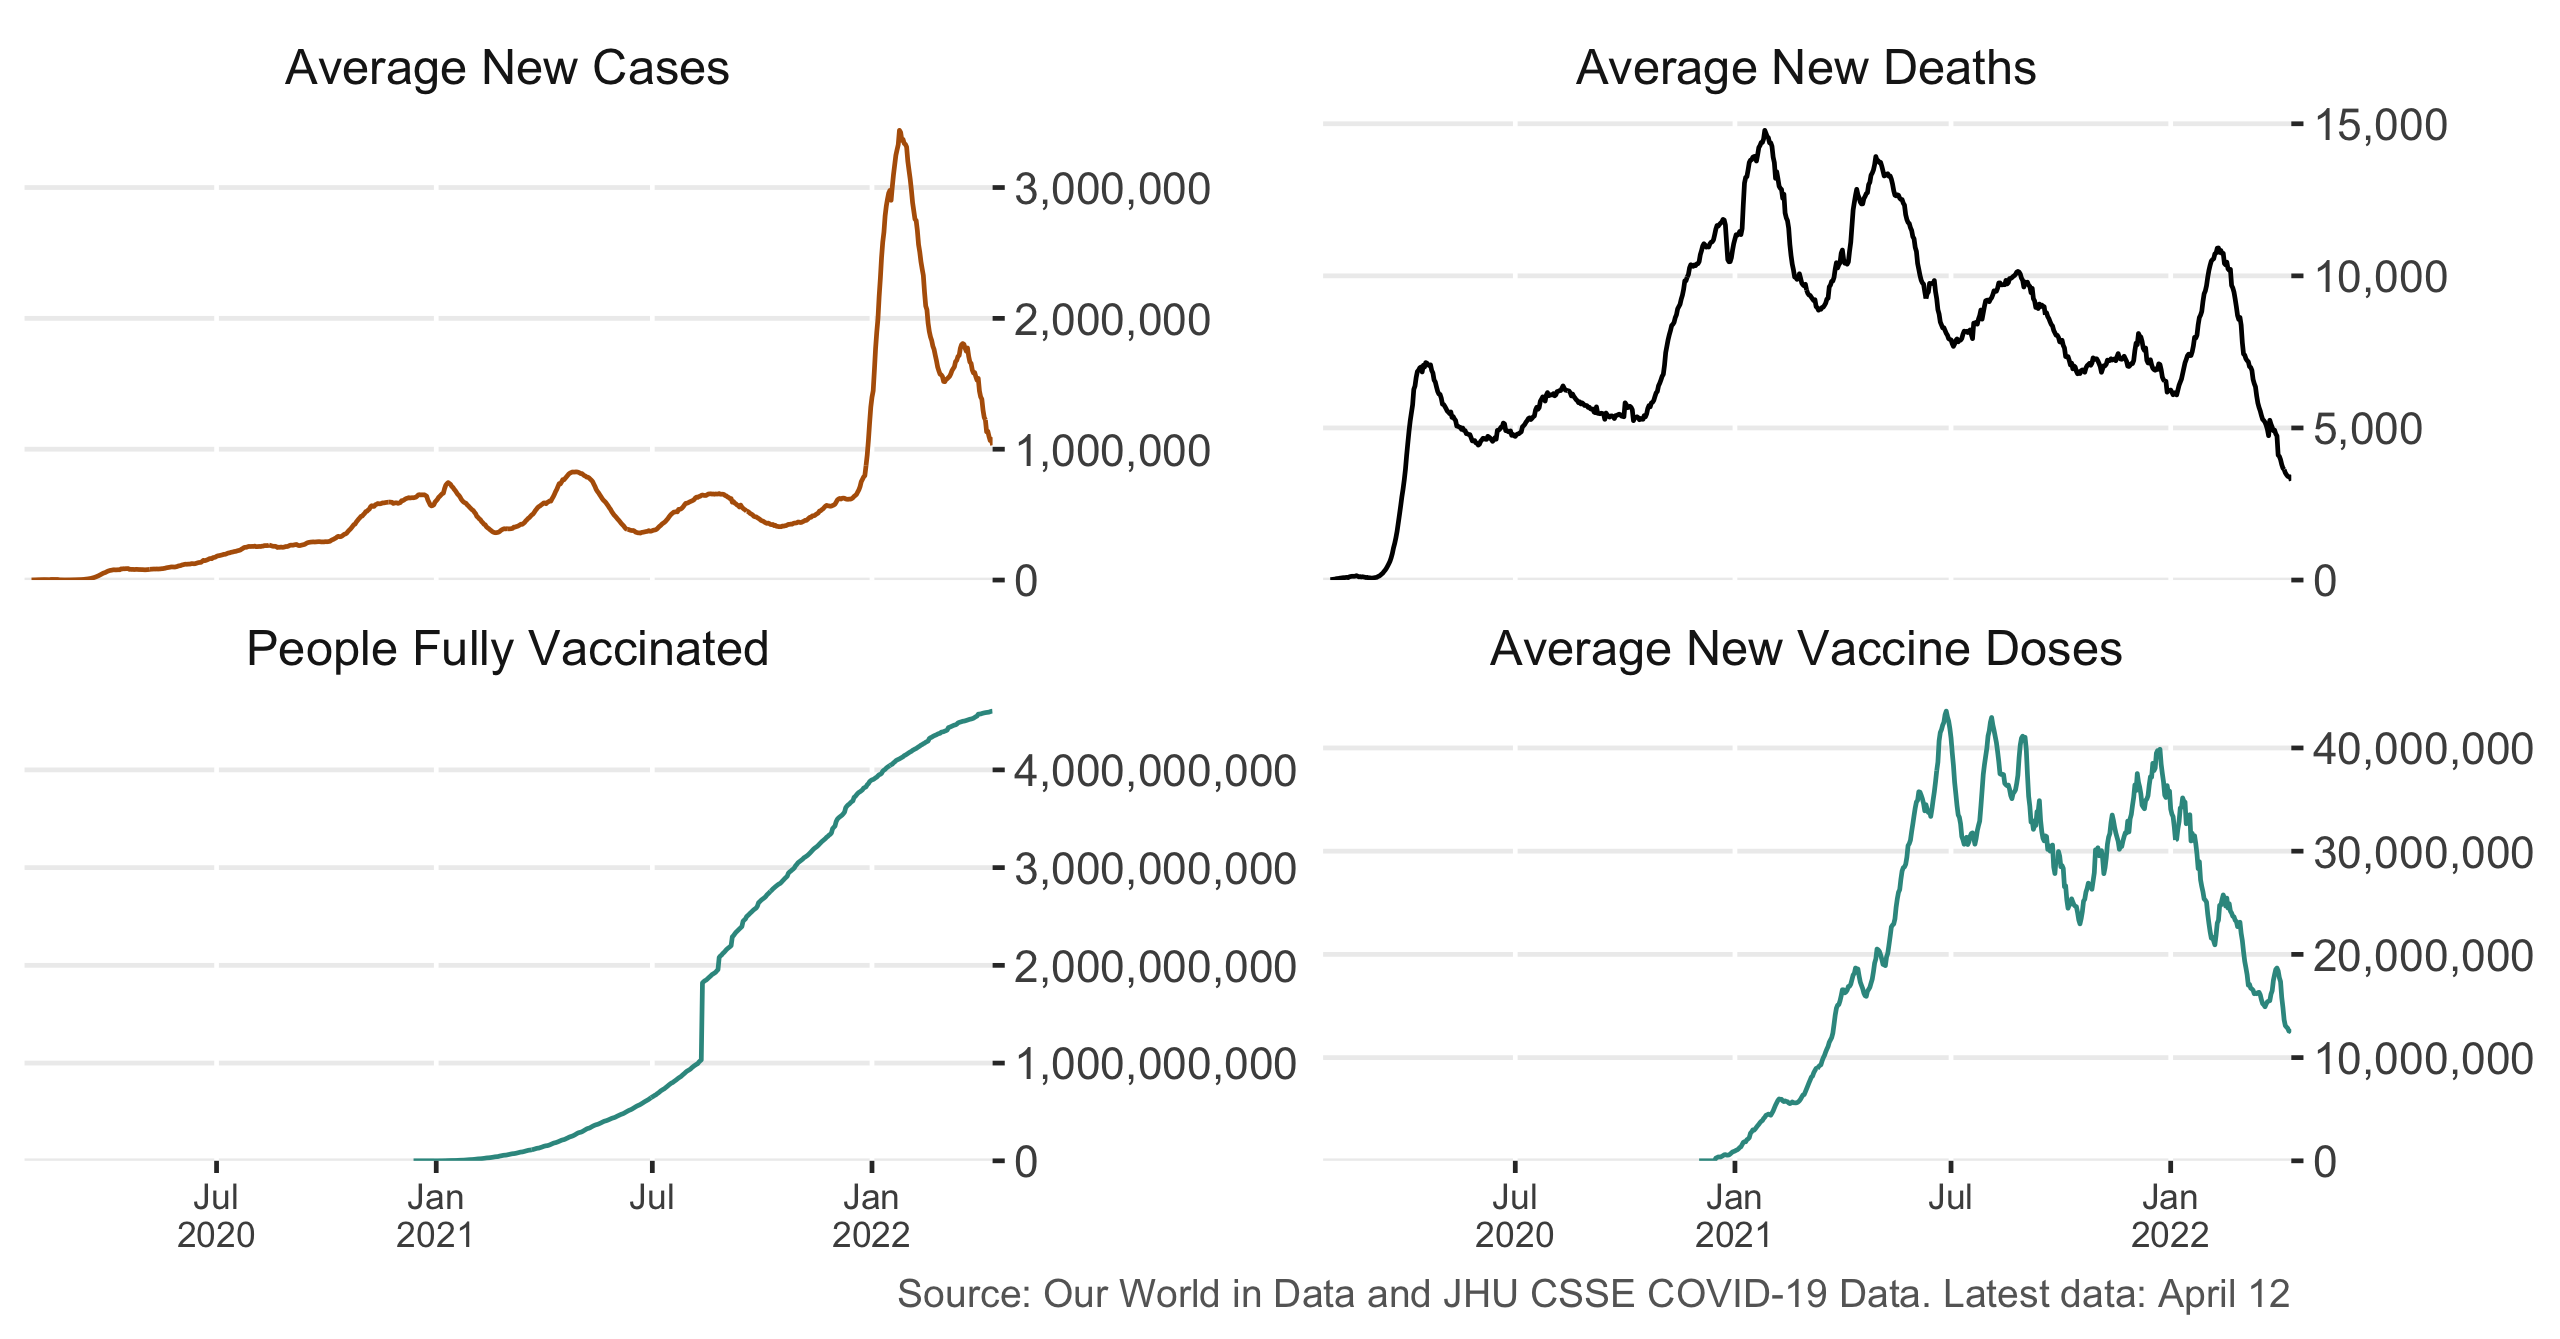 Average New Cases
3,000,000
2,000,000
1,000,000
0
Average New Deaths
15,000
10,000
5,000
0
People Fully Vaccinated
4,000,000,000
3,000,000,000
2,000,000,000
1,000,000,000
0
Jul Jan Jul Jan
2020 2021 2022
Average New Vaccine Doses
40,000,000
30,000,000
20,000,000
10,000,000
0
Jul Jan Jul Jan
2020 2021 2022
Source: Our World in Data and JHU CSSE COVID-19 Data. Latest data: April 12